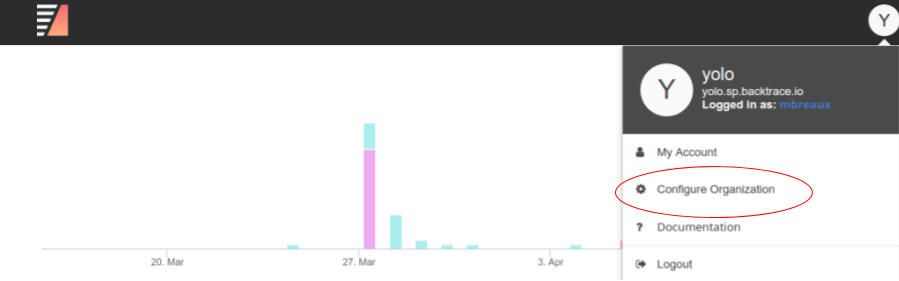 Y
Y
yolo
yolo.sp.backtrace.io
Logged in as: mbreaux
My Account
Configure Organization
Documentation
Logout
20. Mar
27. Mar
3. Apr